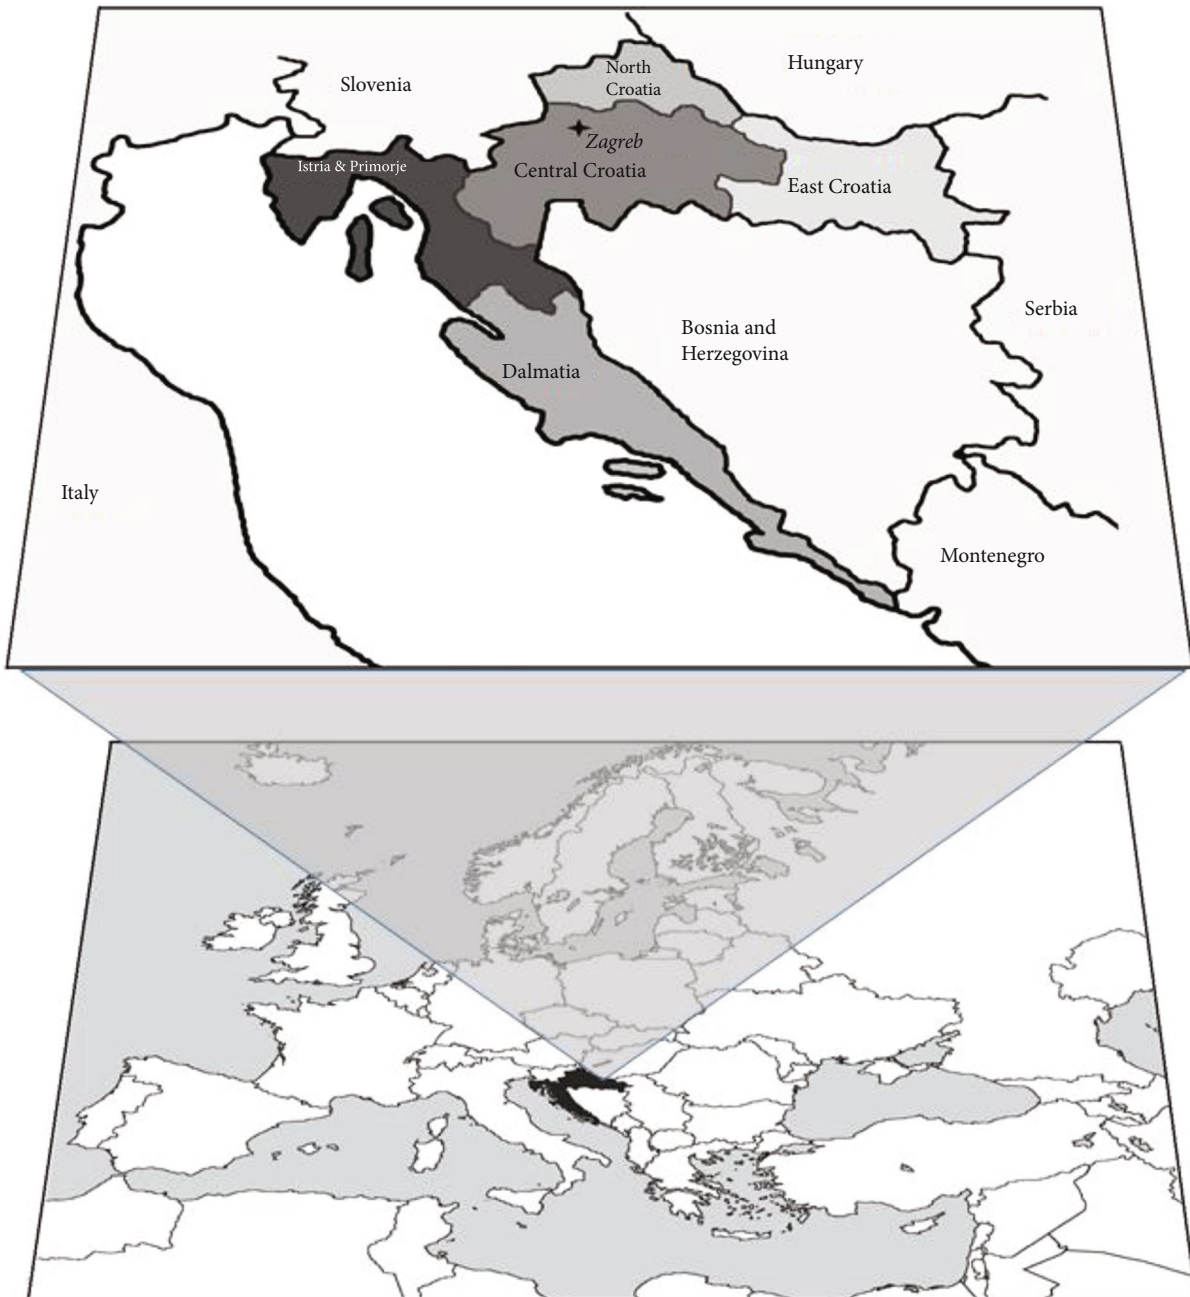 Hungary
North
Croatia
Slovenia
Zagreb
Istria & Primorje
Central Croatia
East Croatia
Serbia
Bosnia and
Herzegovina
Dalmatia
Italy
Montenegro